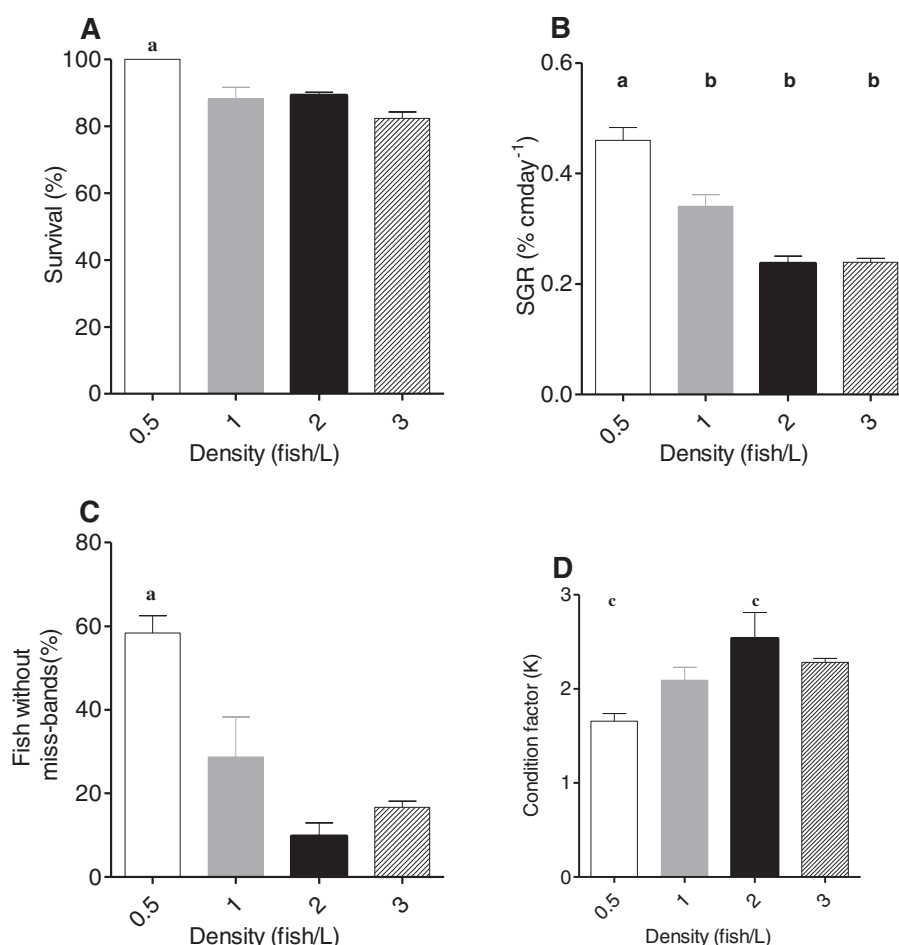 A
a
100
80
60
40
20
0
Survival (%)
0.5 1 2 3
Density (fish/L)
B
a b b b
0.6
0.4
0.2
0.0
SGR (% cmday-1)
0.5 1 2 3
Density (fish/L)
C
a
80
60
40
20
0
Fish without
miss-bands(%)
0.5 1 2 3
Density (fish/L)
D
c c
3
2
1
0
Condition factor (K)
0.5 1 2 3
Density (fish/L)